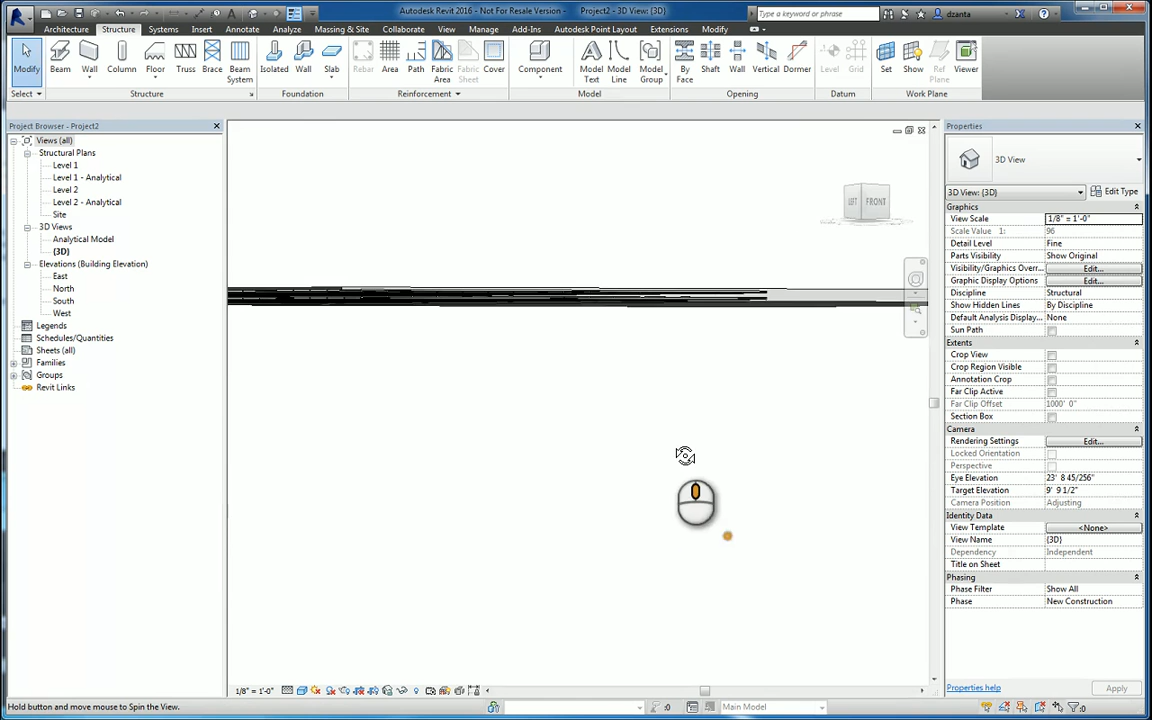 Autodesk Revit 2016 - Not For Resale Version - Project2 - 3D View: {3D}
Type a keyword or phrase
dzanta
Architecture Structure Systems Insert Annotate Analyze Massing & Site Collaborate View Manage Add-Ins Autodesk Point Layout Extensions Modify
Modify Beam Wall Column Floor Truss Brace Beam System Isolated Wall Slab Rebar Area Path Fabric Area Fabric Sheet Cover Component Model Text Model Line Model Group By Face Shaft Wall Vertical Dormer Level Grid Set Show Ref Plane Viewer
Select Structure Foundation Reinforcement Model Opening Datum Work Plane
Project Browser - Project2
Views (all)
Structural Plans
Level 1
Level 1 - Analytical
Level 2
Level 2 - Analytical
Site
3D Views
Analytical Model
{3D}
Elevations (Building Elevation)
East
North
South
West
Legends
Schedules/Quantities
Sheets (all)
Families
Groups
Revit Links
LEFT FRONT
Properties
3D View
3D View: {3D} Edit Type
Graphics
View Scale 1/8" = 1'-0"
Scale Value 1: 96
Detail Level Fine
Parts Visibility Show Original
Visibility/Graphics Overr... Edit...
Graphic Display Options Edit...
Discipline Structural
Show Hidden Lines By Discipline
Default Analysis Display... None
Sun Path
Extents
Crop View
Crop Region Visible
Annotation Crop
Far Clip Active
Far Clip Offset 1000' 0"
Section Box
Camera
Rendering Settings Edit...
Locked Orientation
Perspective
Eye Elevation 23' 8 45/256"
Target Elevation 9' 9 1/2"
Camera Position Adjusting
Identity Data
View Template <None>
View Name {3D}
Dependency Independent
Title on Sheet
Phasing
Phase Filter Show All
Phase New Construction
Properties help Apply
1/8" = 1'-0"
Hold button and move mouse to Spin the View.
:0
Main Model
:0